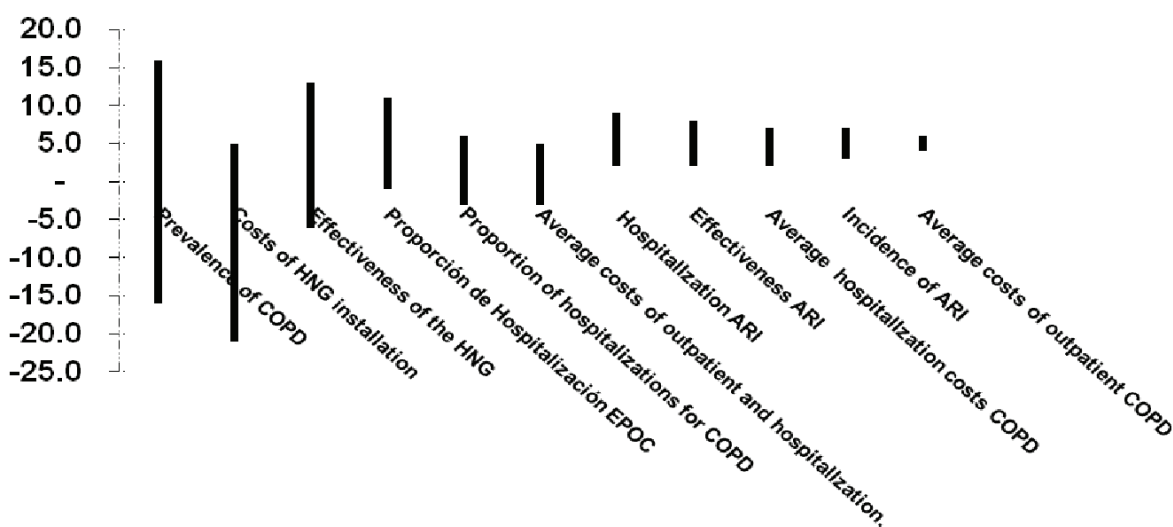 20.0
15.0
10.0
5.0
-
-5.0
-10.0
-15.0
-20.0
-25.0
Prevalence of COPD
Costs of HNG installation
Effectiveness of the HNG
Proporción de Hospitalización EPOC
Proportion of hospitalizations for COPD
Average costs of outpatient and hospitalization.
Hospitalization ARI
Effectiveness ARI
Average hospitalization costs COPD
Incidence of ARI
Average costs of outpatient COPD